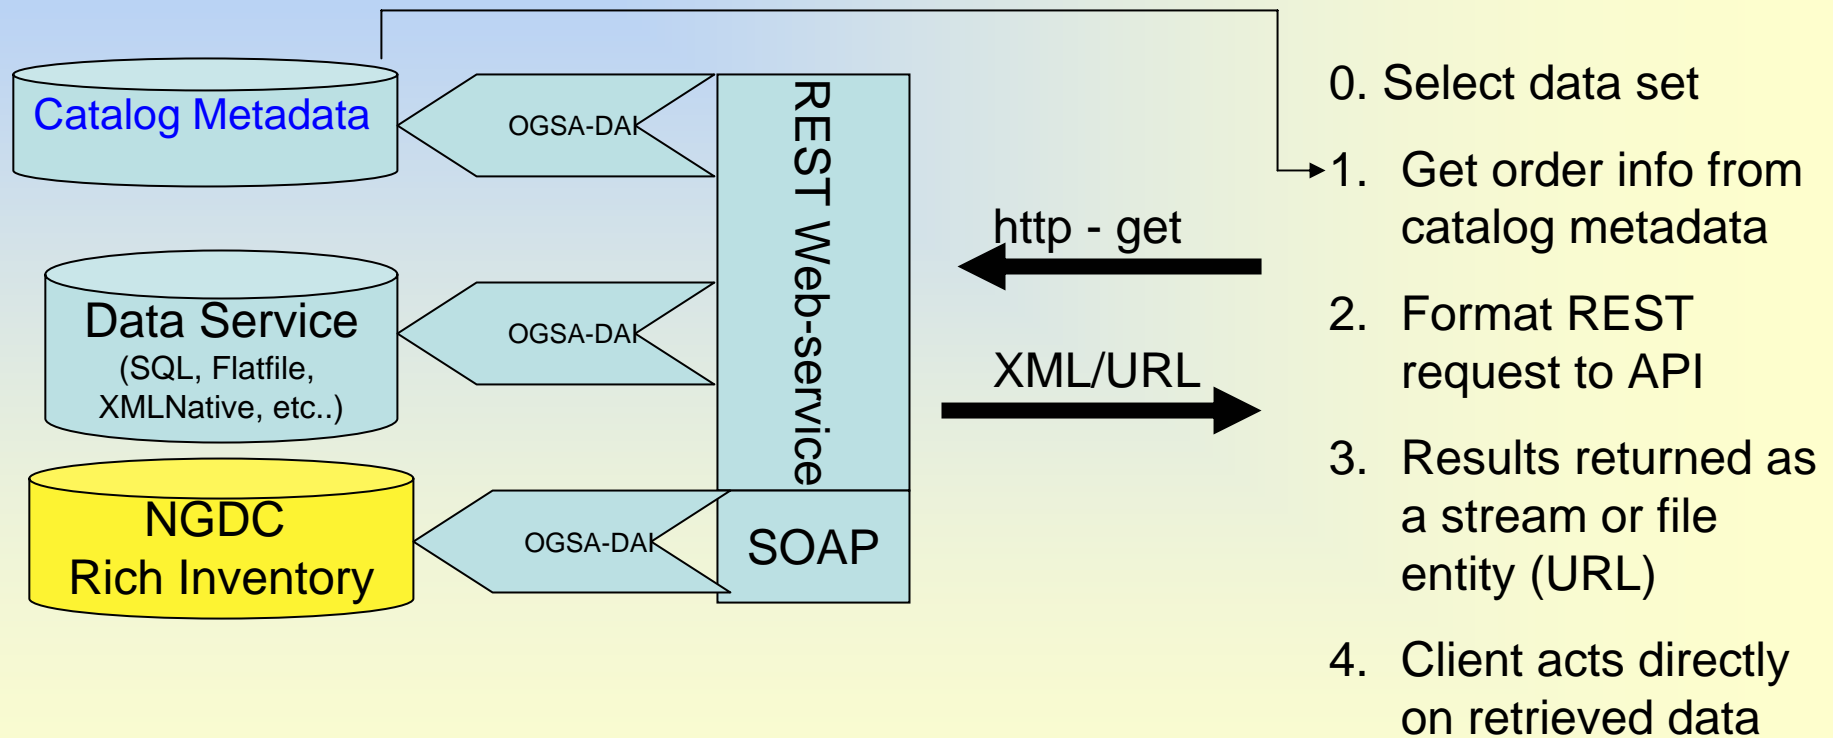 Catalog Metadata
OGSA-DAI
Data Service
(SQL, Flatfile,
XMLNative, etc..)
OGSA-DAI
NGDC
Rich Inventory
OGSA-DAI
REST Web-service
SOAP
http - get
XML/URL
0. Select data set
1. Get order info from
catalog metadata
2. Format REST
request to API
3. Results returned as
a stream or file
entity (URL)
4. Client acts directly
on retrieved data